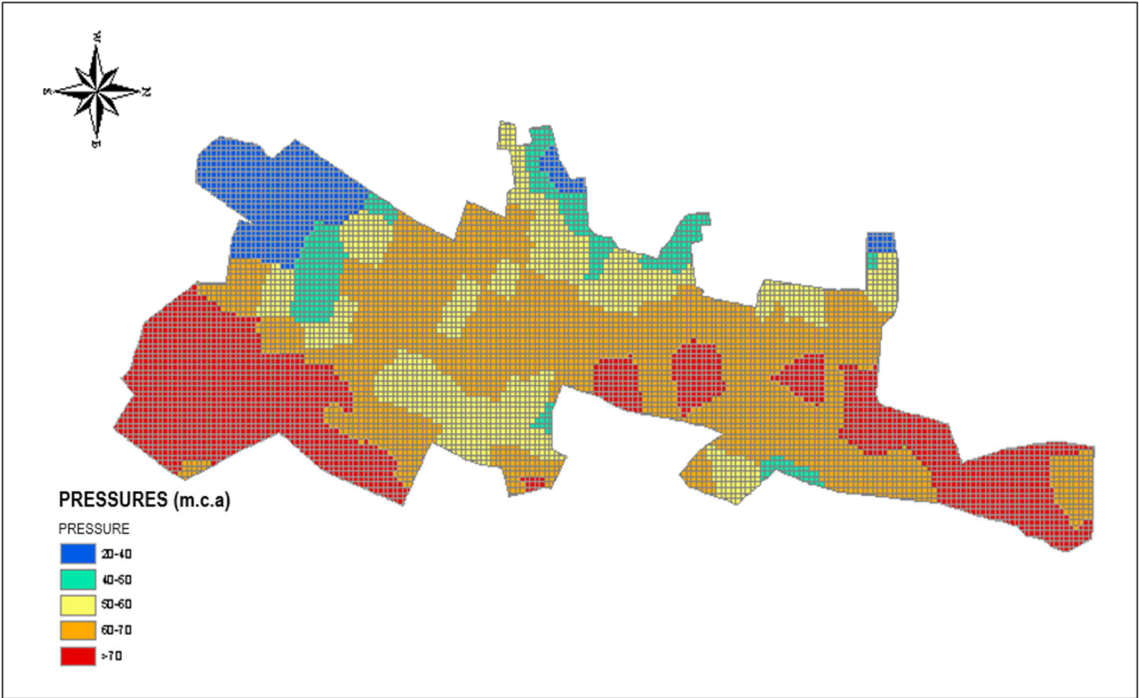 W
S
N
E
PRESSURES (m.c.a)
PRESSURE
20-40
40-50
50-60
60-70
>70